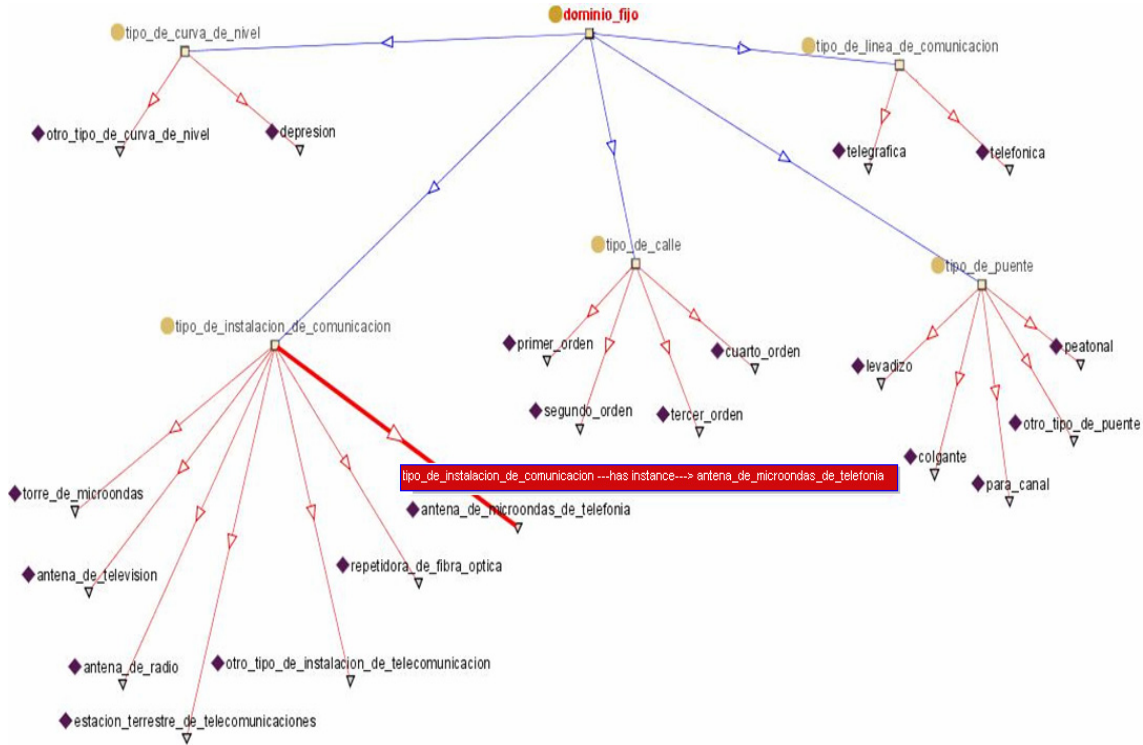 dominio_fijo
tipo_de_curva_de_nivel
tipo_de_linea_de_comunicacion
otro_tipo_de_curva_de_nivel
depresion
telegrafica
telefonica
tipo_de_calle
tipo_de_puente
tipo_de_instalacion_de_comunicacion
primer_orden
cuarto_orden
peatonal
levadizo
segundo_orden
tercer_orden
otro_tipo_de_puente
colgante
para_canal
tipo_de_instalacion_de_comunicacion ---has instance---> antena_de_microondas_de_telefonia
torre_de_microondas
antena_de_microondas_de_telefonia
repetidora_de_fibra_optica
antena_de_television
antena_de_radio
otro_tipo_de_instalacion_de_telecomunicacion
estacion_terrestre_de_telecomunicaciones